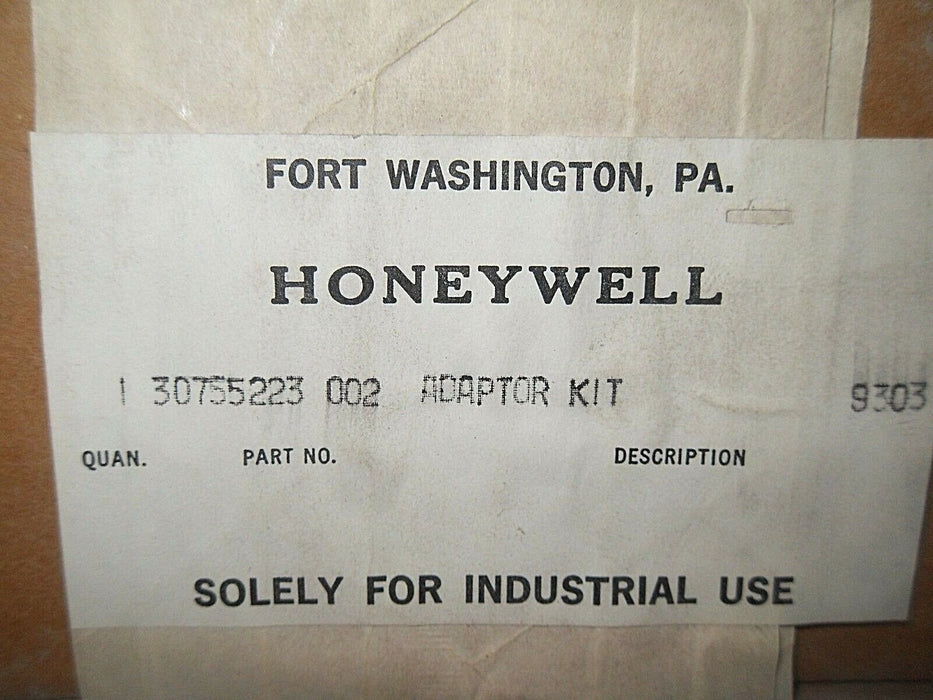 FORT WASHINGTON, PA.
HONEYWELL
1 30755223 002 ADAPTOR KIT 9303
QUAN. PART NO. DESCRIPTION
SOLELY FOR INDUSTRIAL USE